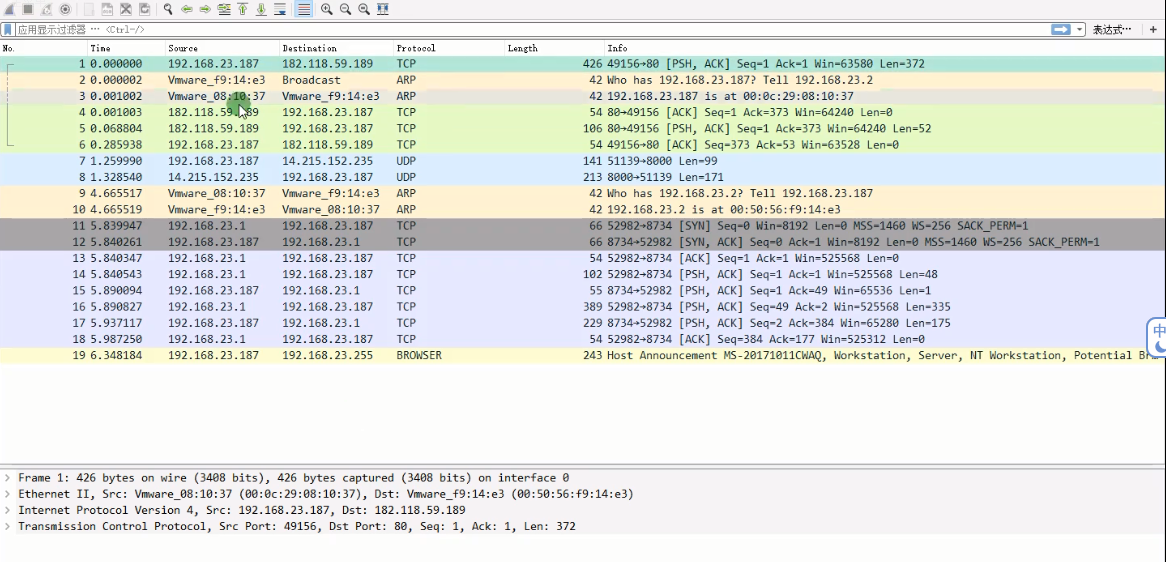 应用显示过滤器 … <Ctrl-/> 表达式… +
No. Time Source Destination Protocol Length Info
1 0.000000 192.168.23.187 182.118.59.189 TCP 426 49156→80 [PSH, ACK] Seq=1 Ack=1 Win=63580 Len=372
2 0.000002 Vmware_f9:14:e3 Broadcast ARP 42 Who has 192.168.23.187? Tell 192.168.23.2
3 0.001002 Vmware_08:10:37 Vmware_f9:14:e3 ARP 42 192.168.23.187 is at 00:0c:29:08:10:37
4 0.001003 182.118.59.189 192.168.23.187 TCP 54 80→49156 [ACK] Seq=1 Ack=373 Win=64240 Len=0
5 0.068804 182.118.59.189 192.168.23.187 TCP 106 80→49156 [PSH, ACK] Seq=1 Ack=373 Win=64240 Len=52
6 0.285938 192.168.23.187 182.118.59.189 TCP 54 49156→80 [ACK] Seq=373 Ack=53 Win=63528 Len=0
7 1.259990 192.168.23.187 14.215.152.235 UDP 141 51139→8000 Len=99
8 1.328540 14.215.152.235 192.168.23.187 UDP 213 8000→51139 Len=171
9 4.665517 Vmware_08:10:37 Vmware_f9:14:e3 ARP 42 Who has 192.168.23.2? Tell 192.168.23.187
10 4.665519 Vmware_f9:14:e3 Vmware_08:10:37 ARP 42 192.168.23.2 is at 00:50:56:f9:14:e3
11 5.839947 192.168.23.1 192.168.23.187 TCP 66 52982→8734 [SYN] Seq=0 Win=8192 Len=0 MSS=1460 WS=256 SACK_PERM=1
12 5.840261 192.168.23.187 192.168.23.1 TCP 66 8734→52982 [SYN, ACK] Seq=0 Ack=1 Win=8192 Len=0 MSS=1460 WS=256 SACK_PERM=1
13 5.840347 192.168.23.1 192.168.23.187 TCP 54 52982→8734 [ACK] Seq=1 Ack=1 Win=525568 Len=0
14 5.840543 192.168.23.1 192.168.23.187 TCP 102 52982→8734 [PSH, ACK] Seq=1 Ack=1 Win=525568 Len=48
15 5.890094 192.168.23.187 192.168.23.1 TCP 55 8734→52982 [PSH, ACK] Seq=1 Ack=49 Win=65536 Len=1
16 5.890827 192.168.23.1 192.168.23.187 TCP 389 52982→8734 [PSH, ACK] Seq=49 Ack=2 Win=525568 Len=335
17 5.937117 192.168.23.187 192.168.23.1 TCP 229 8734→52982 [PSH, ACK] Seq=2 Ack=384 Win=65280 Len=175
18 5.987250 192.168.23.1 192.168.23.187 TCP 54 52982→8734 [ACK] Seq=384 Ack=177 Win=525312 Len=0
19 6.348184 192.168.23.187 192.168.23.255 BROWSER 243 Host Announcement MS-20171011CWAQ, Workstation, Server, NT Workstation, Potential Br
中
Frame 1: 426 bytes on wire (3408 bits), 426 bytes captured (3408 bits) on interface 0
Ethernet II, Src: Vmware_08:10:37 (00:0c:29:08:10:37), Dst: Vmware_f9:14:e3 (00:50:56:f9:14:e3)
Internet Protocol Version 4, Src: 192.168.23.187, Dst: 182.118.59.189
Transmission Control Protocol, Src Port: 49156, Dst Port: 80, Seq: 1, Ack: 1, Len: 372